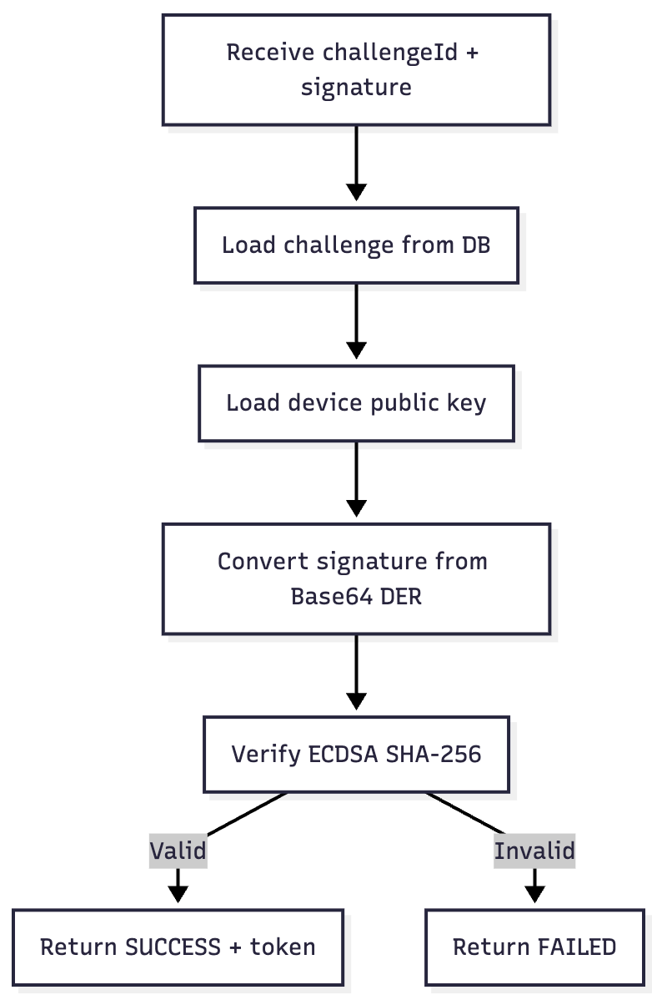 Receive challengeId +
signature
Load challenge from DB
Load device public key
Convert signature from
Base64 DER
Verify ECDSA SHA-256
Valid
Invalid
Return SUCCESS + token
Return FAILED